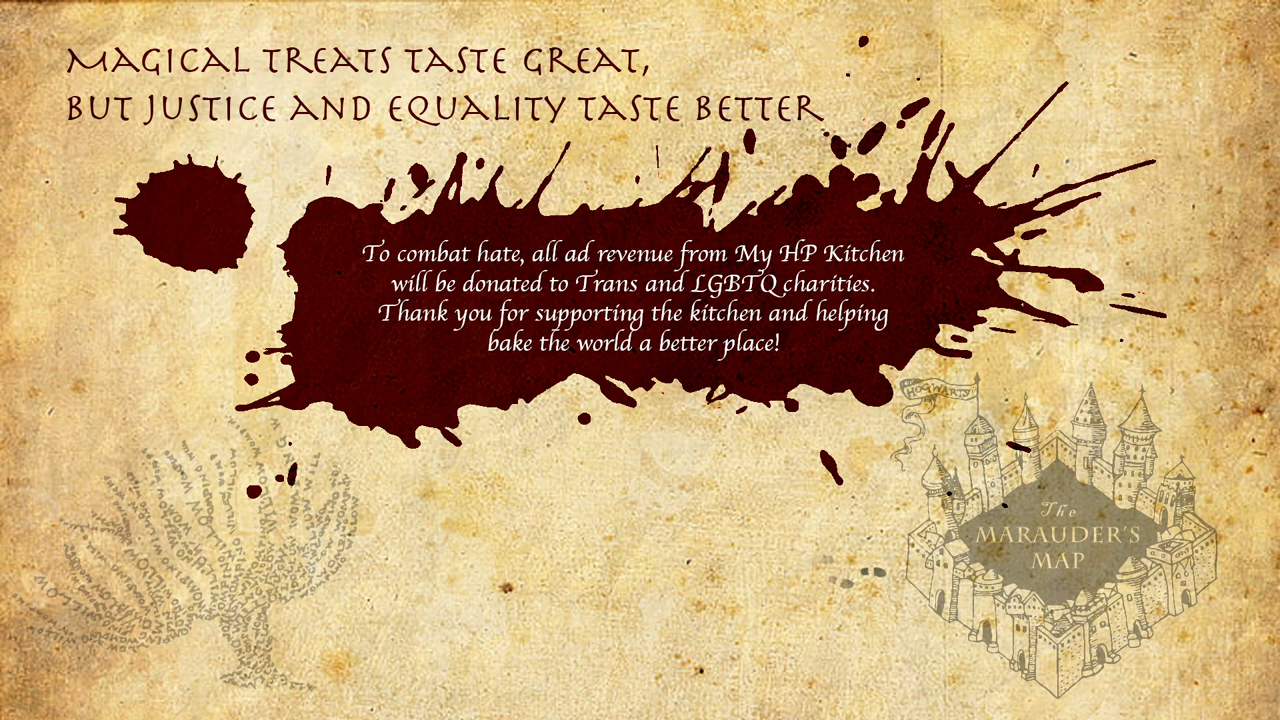 MAGICAL TREATS TASTE GREAT,
BUT JUSTICE AND EQUALITY TASTE BETTER
To combat hate, all ad revenue from My HP Kitchen
will be donated to Trans and LGBTQ charities.
Thank you for supporting the kitchen and helping
bake the world a better place!
HOGWARTS
The
MARAUDER'S
MAP